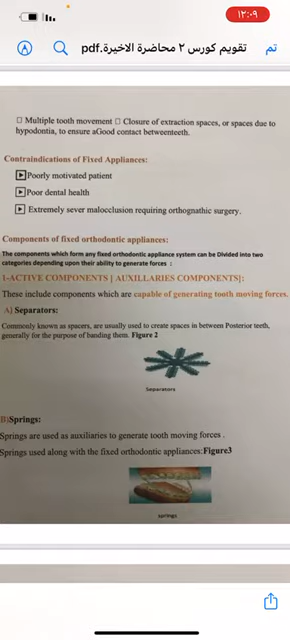 ١٢:٠٩
تقويم كورس ٢ محاضرة الاخيرة.pdf
تم
□ Multiple tooth movement □ Closure of extraction spaces, or spaces due to
hypodontia, to ensure aGood contact betweenteeth.
Contraindications of Fixed Appliances:
Poorly motivated patient
Poor dental health
Extremely sever malocclusion requiring orthognathic surgery.
Components of fixed orthodontic appliances:
The components which form any fixed orthodontic appliance system can be Divided into two
categories depending upon their ability to generate forces :
1-ACTIVE COMPONENTS [ AUXILLARIES COMPONENTS]:
These include components which are capable of generating tooth moving forces.
A) Separators:
Commonly known as spacers, are usually used to create spaces in between Posterior teeth,
generally for the purpose of banding them. Figure 2
Separators
B)Springs:
Springs are used as auxiliaries to generate tooth moving forces .
Springs used along with the fixed orthodontic appliances:Figure3
springs